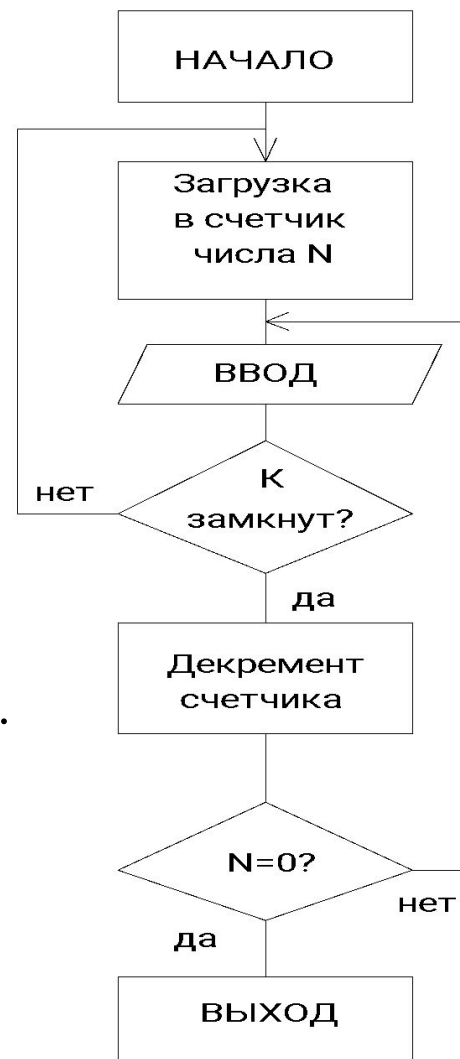 НАЧАЛО
Загрузка
в счетчик
числа N
ВВОД
К
замкнут?
нет
да
Декремент
счетчика
.
N=0?
нет
да
ВЫХОД